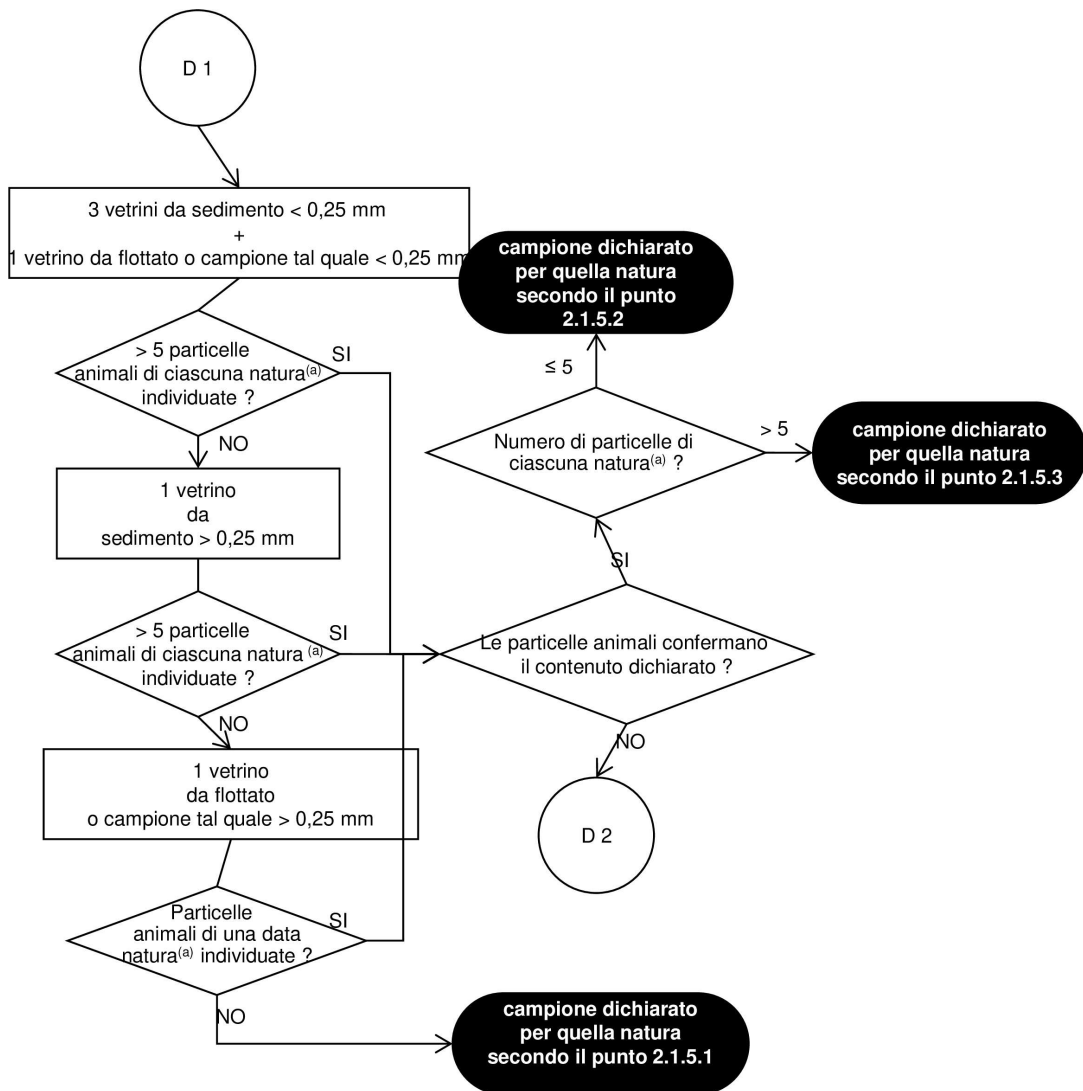 D 1
3 vetrini da sedimento < 0,25 mm
+
1 vetrino da flottato o campione tal quale < 0,25 mm
> 5 particelle
animali di ciascuna natura(a)
individuate ?
SI
NO
1 vetrino
da
sedimento > 0,25 mm
> 5 particelle
animali di ciascuna natura (a)
individuate ?
SI
NO
1 vetrino
da flottato
o campione tal quale > 0,25 mm
Particelle
animali di una data
natura(a) individuate ?
SI
NO
campione dichiarato
per quella natura
secondo il punto 2.1.5.1
Le particelle animali confermano
il contenuto dichiarato ?
SI
NO
D 2
Numero di particelle di
ciascuna natura(a) ?
≤ 5
> 5
campione dichiarato
per quella natura
secondo il punto
2.1.5.2
campione dichiarato
per quella natura
secondo il punto 2.1.5.3